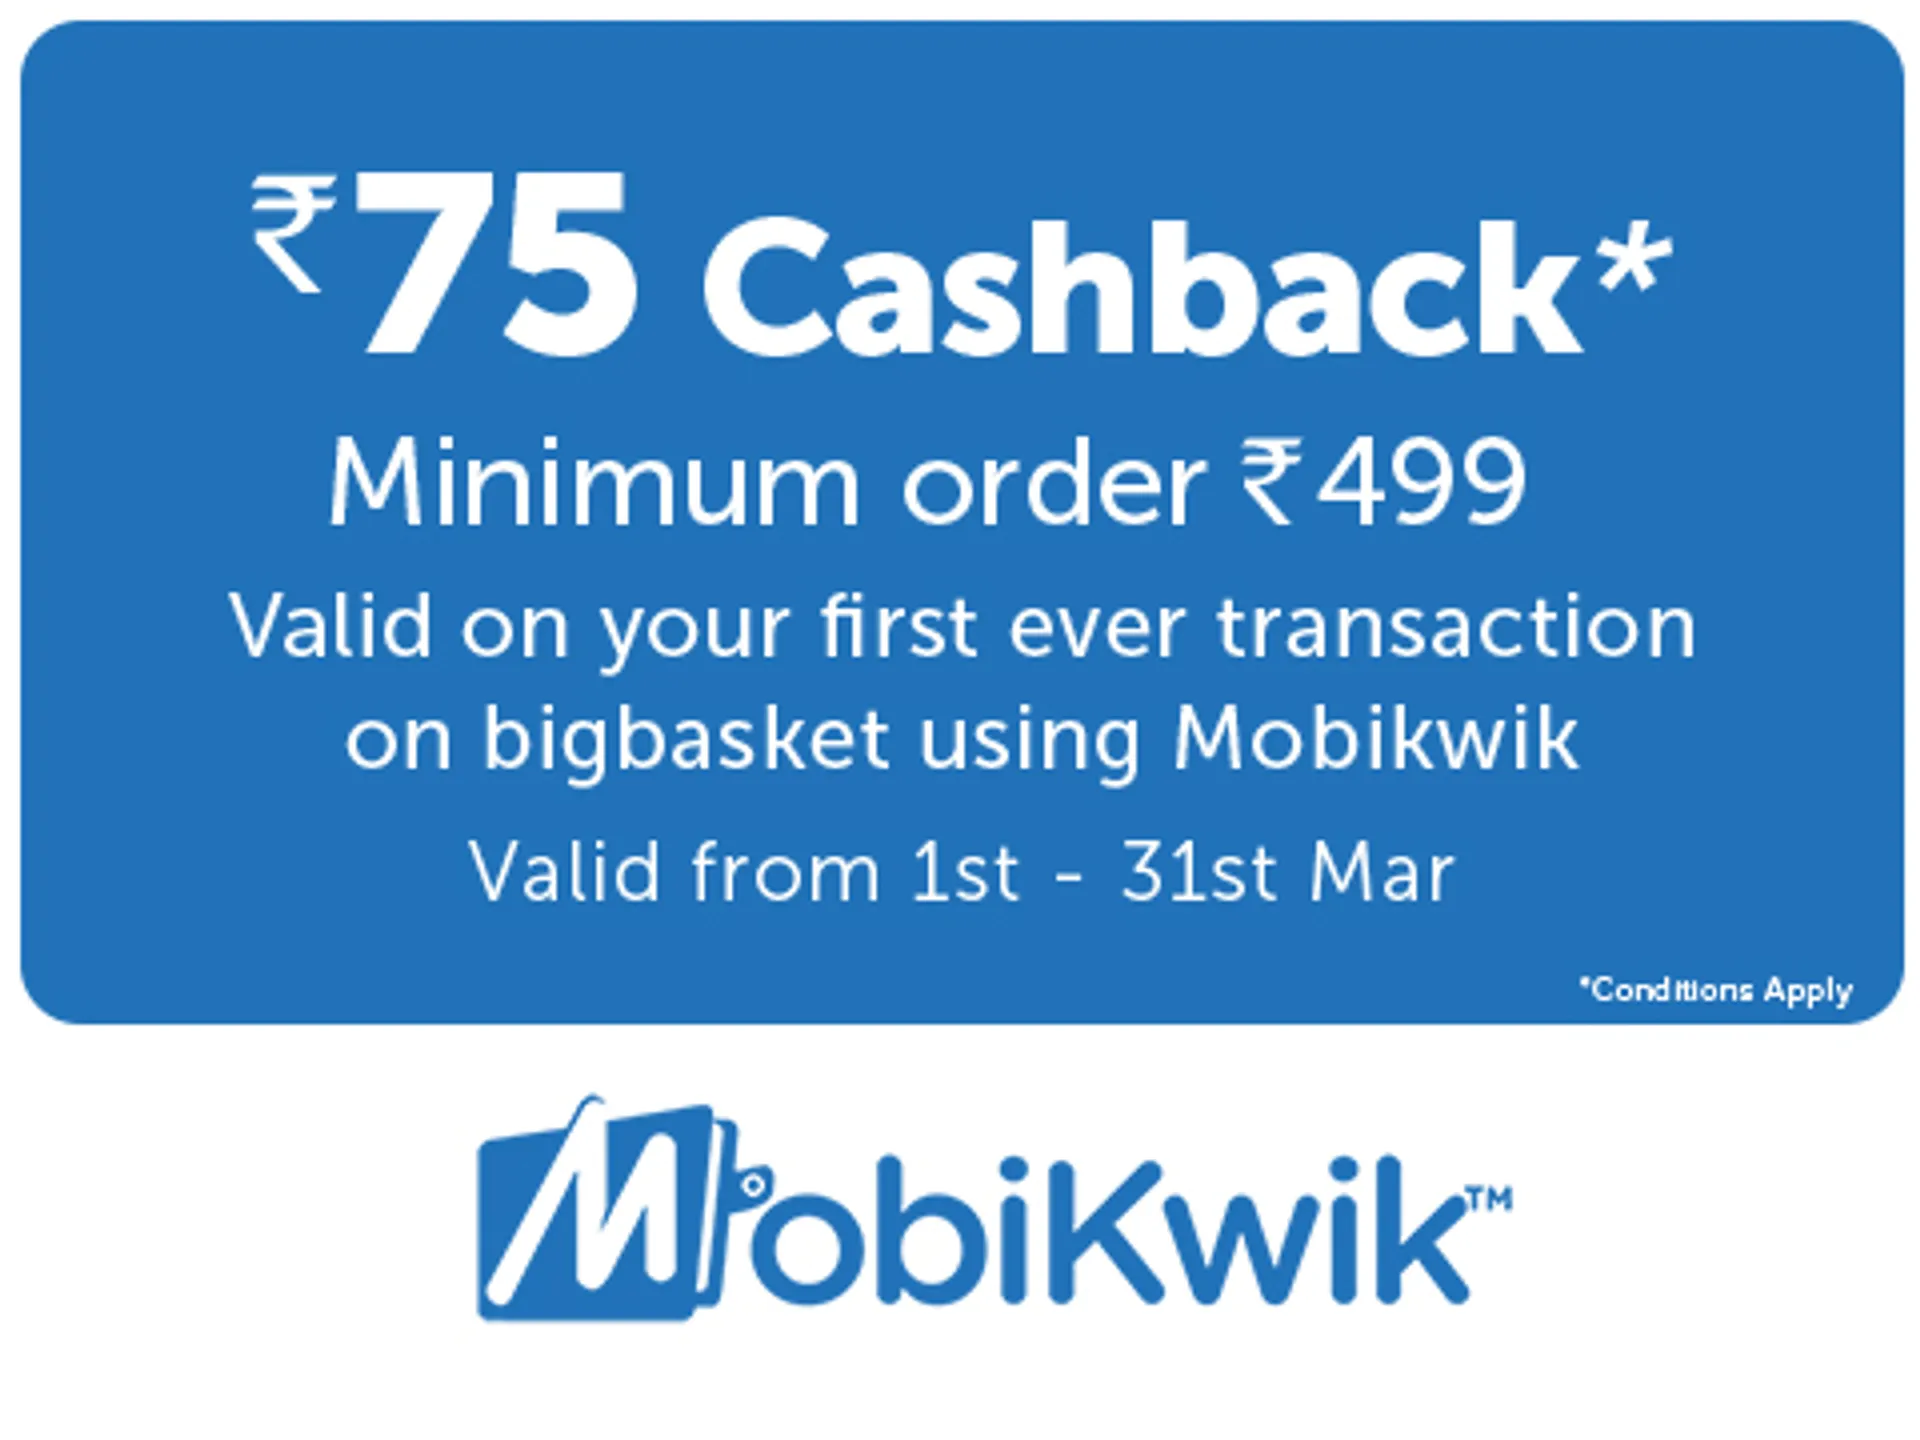 ₹75 Cashback*
Minimum order ₹499
Valid on your first ever transaction
on bigbasket using Mobikwik
Valid from 1st - 31st Mar
*Conditions Apply
MobiKwik™